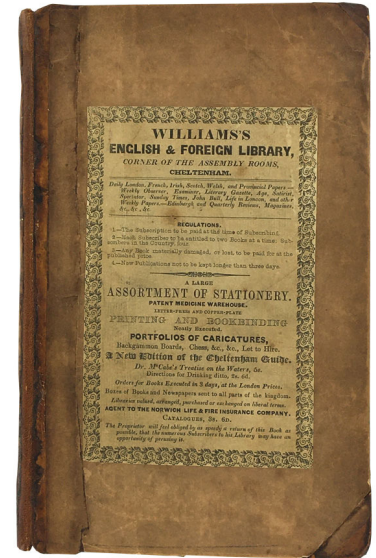 WILLIAMS'S
ENGLISH & FOREIGN LIBRARY,
CORNER OF THE ASSEMBLY ROOMS,
CHELTENHAM.
Daily London, French, Irish, Scotch, Welsh, and Provincial Papers—
Weekly Observer, Examiner, Literary Gazette, Age, Satirist,
Spectator, Sunday Times, John Bull, Life in London, and other
Weekly Papers—Edinburgh and Quarterly Reviews, Magazines,
&c. &c. &c.
REGULATIONS.
1.—The Subscription to be paid at the time of Subscribing.
2.—Each Subscriber to be entitled to two Books at a time: Sub-
scribers in the Country, four.
3.—Any Book materially damaged, or lost, to be paid for at the
published price.
4.—New Publications not to be kept longer than three days.
A LARGE
ASSORTMENT OF STATIONERY.
PATENT MEDICINE WAREHOUSE.
LETTER-PRESS AND COPPER-PLATE
PRINTING AND BOOKBINDING
Neatly Executed.
PORTFOLIOS OF CARICATURES,
Backgammon Boards, Chess, &c., &c., Let to Hire.
A New Edition of the Cheltenham Guide.
Dr. McCabe's Treatise on the Waters, &c.
Directions for Drinking ditto, 2s. 6d.
Orders for Books Executed in 3 days, at the London Prices.
Boxes of Books and Newspapers sent to all parts of the kingdom.
Libraries valued, arranged, purchased or exchanged on liberal terms.
AGENT TO THE NORWICH LIFE & FIRE INSURANCE COMPANY.
CATALOGUES, 3s. 6D.
The Proprietor will feel obliged by as speedy a return of this Book as
possible, that the numerous Subscribers to his Library may have an
opportunity of perusing it.